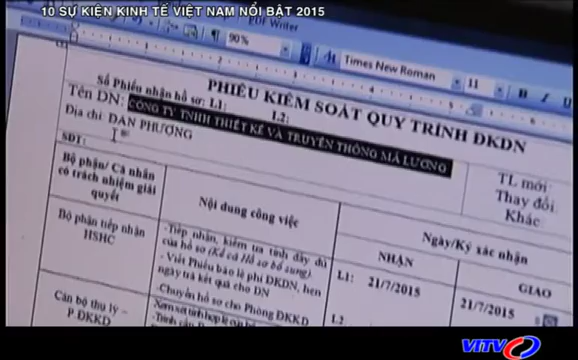 10 SỰ KIỆN KINH TẾ VIỆT NAM NỔI BẬT 2015
PDF Writer
90%
Times New Roman
11
B I U
PHIẾU KIỂM SOÁT QUY TRÌNH ĐKDN
Số Phiếu nhận hồ sơ: L1: L2:
Tên DN: CÔNG TY TNHH THIẾT KẾ VÀ TRUYỀN THÔNG MÃ LƯƠNG
Địa chỉ: ĐAN PHƯỢNG
SĐT:
TL mới
Thay đổi
Khác
Bộ phận/ Cá nhân
có trách nhiệm giải
quyết
Nội dung công việc
Ngày/Ký xác nhận
NHẬN
GIAO
Bộ phận tiếp nhận
HSHC
-Tiếp nhận, kiểm tra tính đầy đủ
của hồ sơ (Kể cả Hồ sơ bổ sung).
- Viết Phiếu báo lệ phí ĐKDN, hẹn
ngày trả kết quả cho DN
-Chuyển hồ sơ cho Phòng ĐKKD
L1: 21/7/2015
21/7/2015
L2
Cán bộ thụ lý –
P ĐKKD
VITV